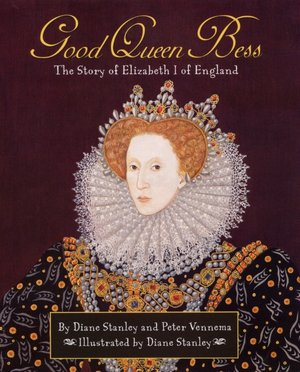 Good Queen Bess
The Story of Elizabeth I of England
By Diane Stanley and Peter Vennema
Illustrated by Diane Stanley